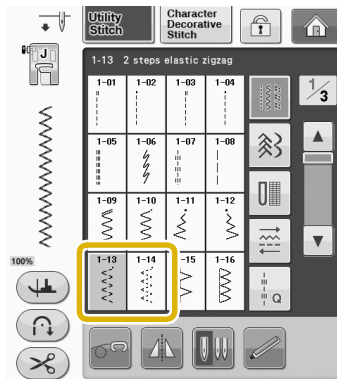 Utility
Stitch
Character
Decorative
Stitch
J
1-13 2 steps elastic zigzag
1/3
1-01 1-02 1-03 1-04
1-05 1-06 1-07 1-08
1-09 1-10 1-11 1-12
1-13 1-14 -15 1-16
100%
Q